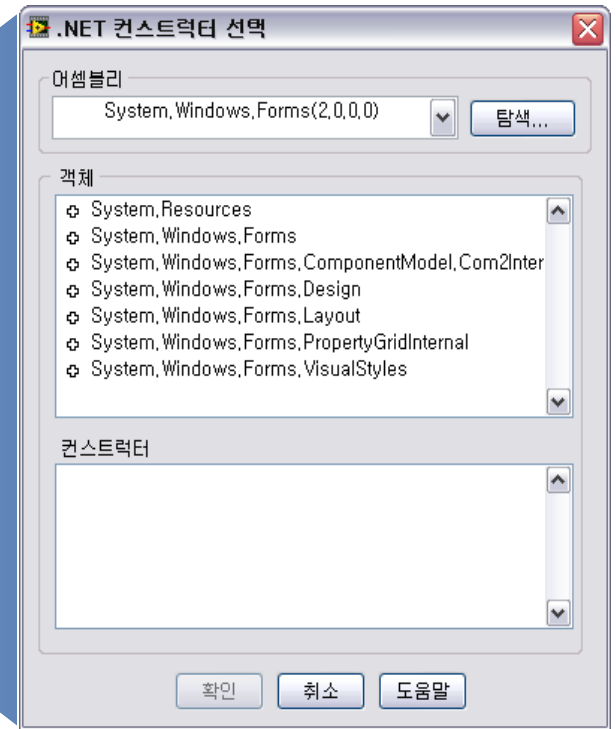 .NET 컨스트럭터 선택
어셈블리
System,Windows,Forms(2,0,0,0)
탐색...
객체
System,Resources
System,Windows,Forms
System,Windows,Forms,ComponentModel,Com2Inter
System,Windows,Forms,Design
System,Windows,Forms,Layout
System,Windows,Forms,PropertyGridInternal
System,Windows,Forms,VisualStyles
컨스트럭터
확인 취소 도움말